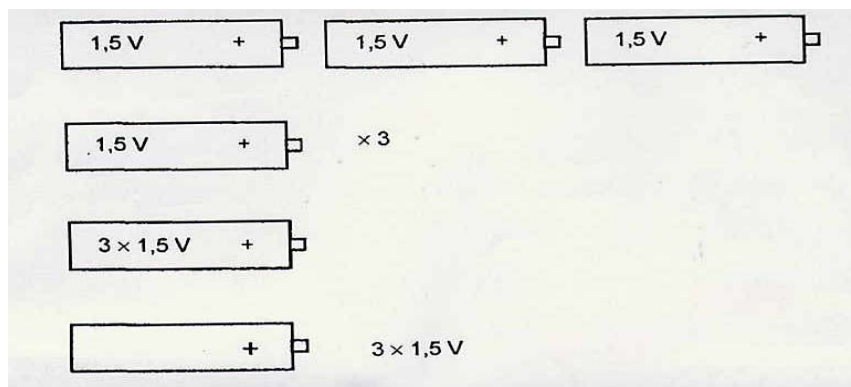 1,5 V + 1,5 V + 1,5 V +
1,5 V + × 3
3 × 1,5 V +
+ 3 × 1,5 V